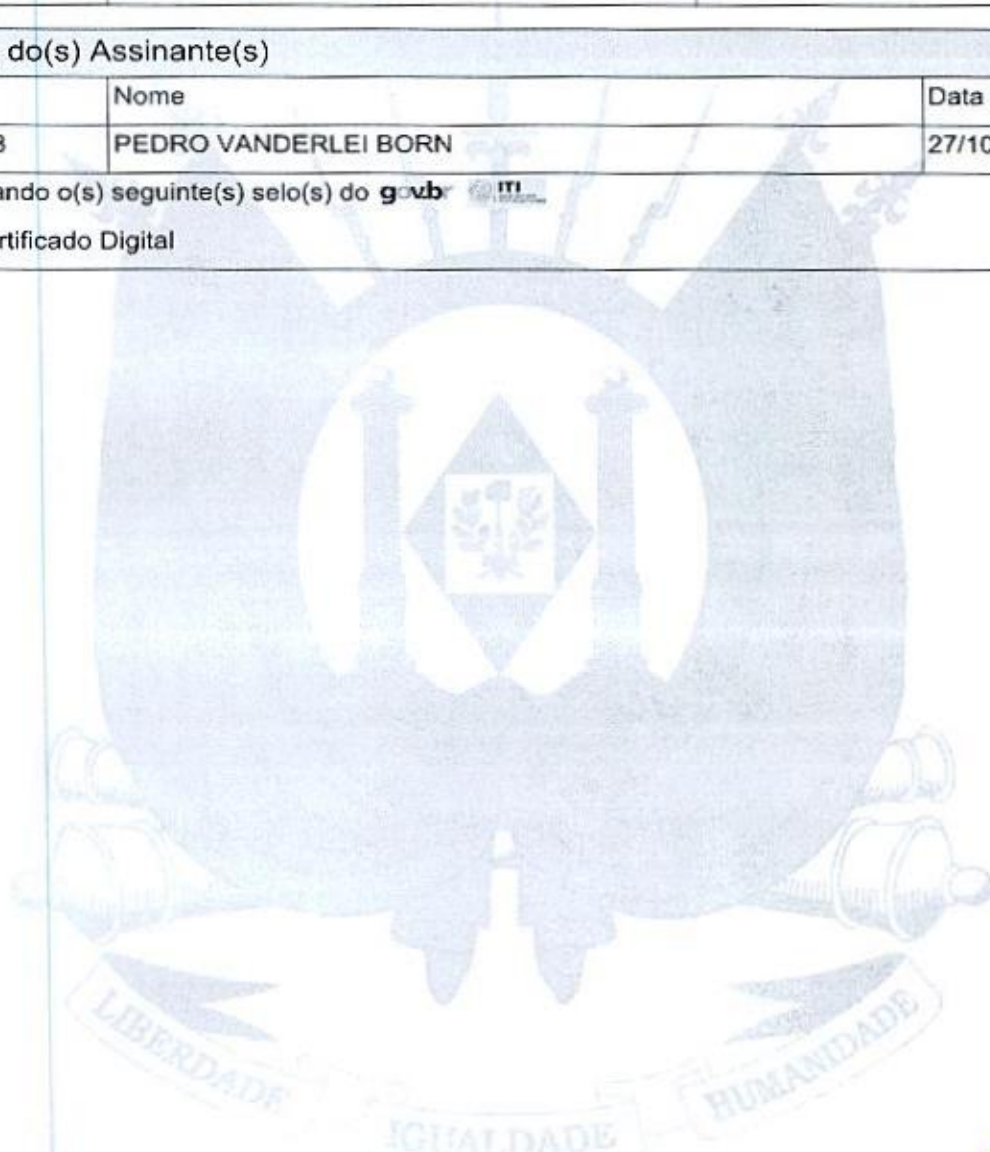 do(s) Assinante(s)
Nome Data
3 PEDRO VANDERLEI BORN 27/10
ando o(s) seguinte(s) selo(s) do gov.br ITI
rtificado Digital
LIBERDADE
IGUALDADE
HUMANIDADE